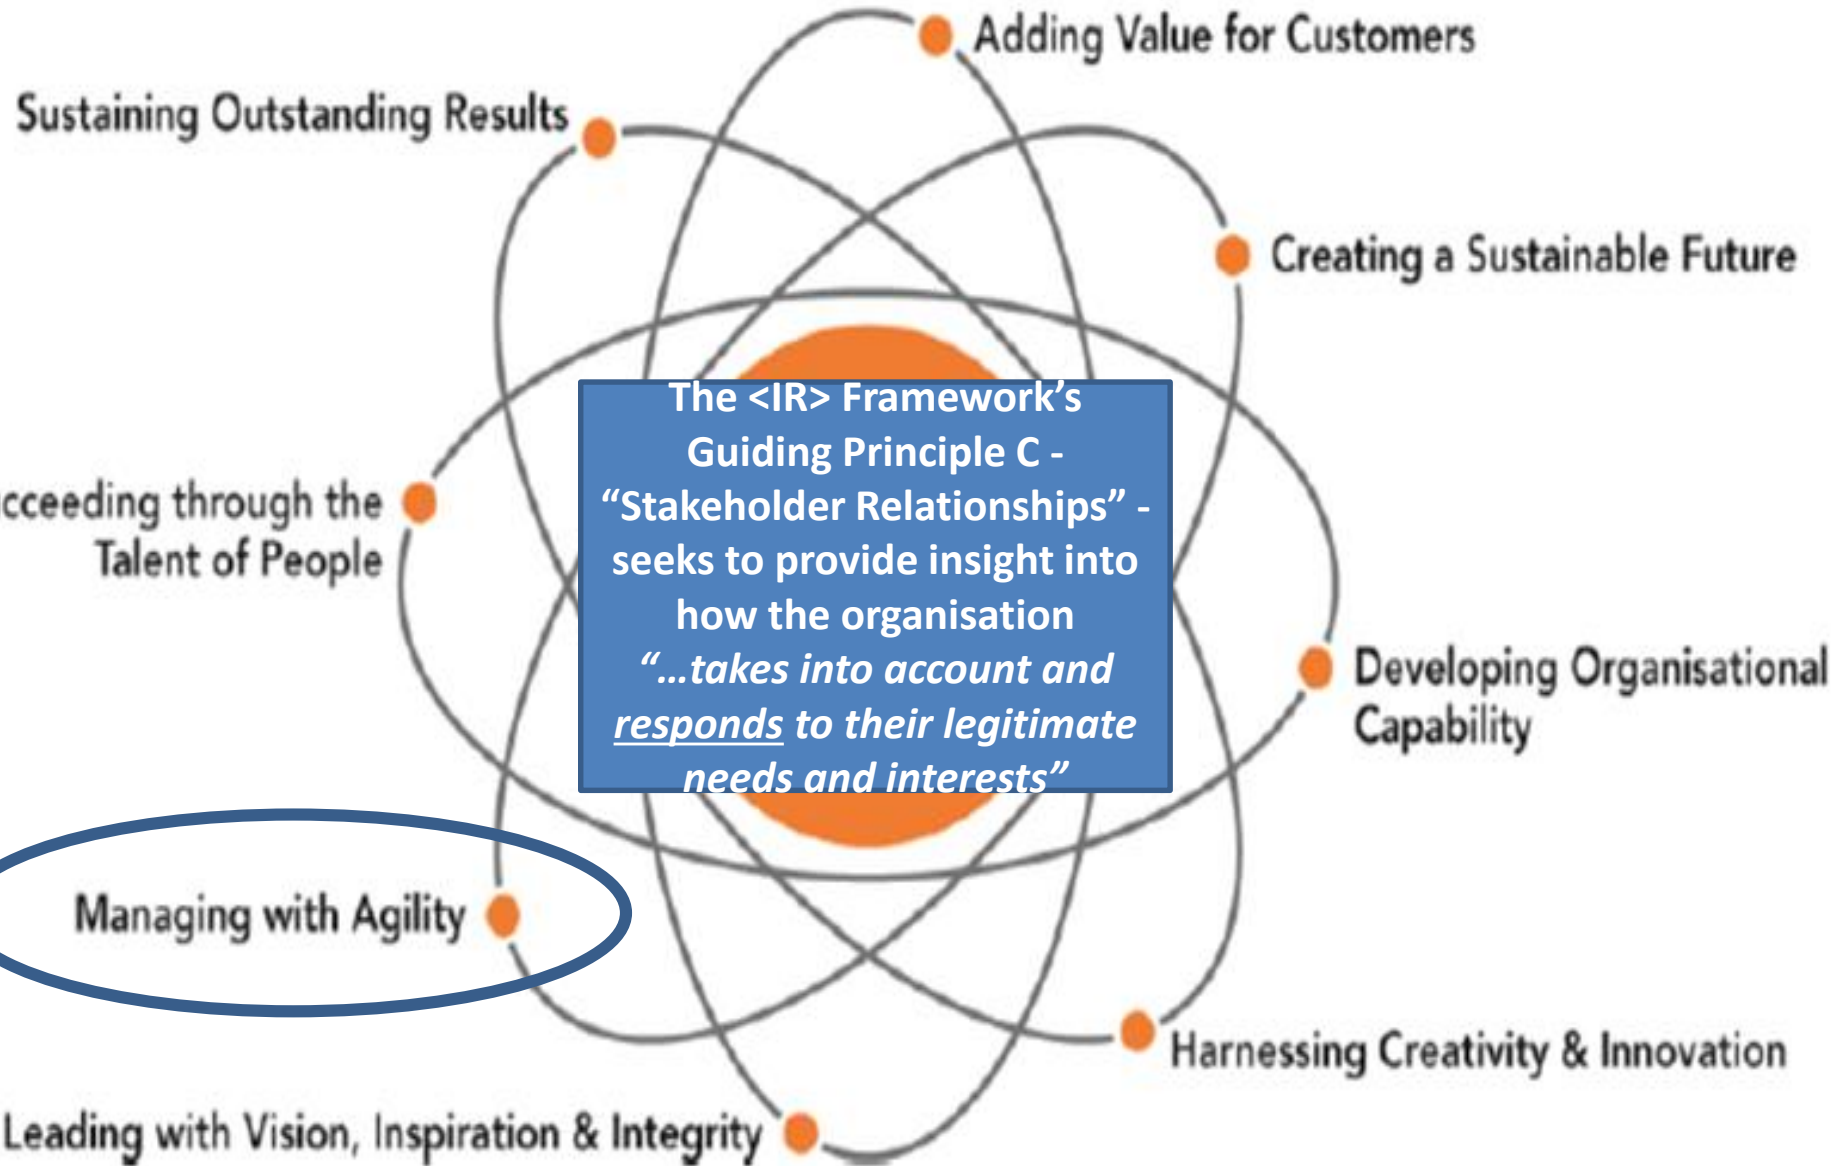 Adding Value for Customers
Sustaining Outstanding Results
Creating a Sustainable Future
The <IR> Framework’s
Guiding Principle C -
“Stakeholder Relationships” -
seeks to provide insight into
how the organisation
“…takes into account and
responds to their legitimate
needs and interests”
cceeding through the
Talent of People
Developing Organisational
Capability
Managing with Agility
Harnessing Creativity & Innovation
Leading with Vision, Inspiration & Integrity